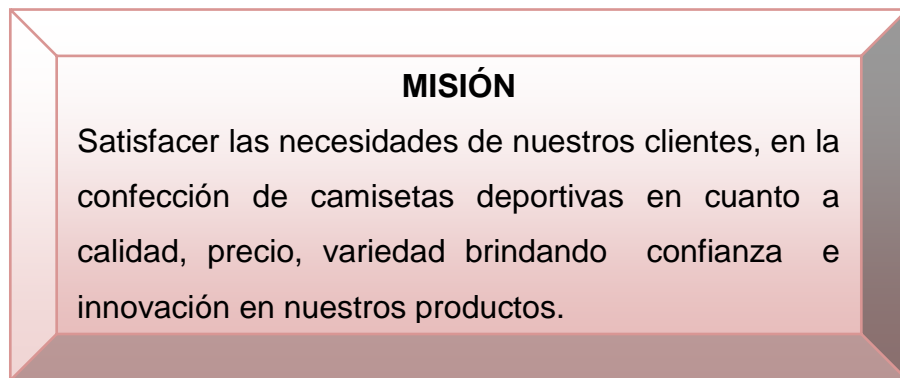 MISIÓN
Satisfacer las necesidades de nuestros clientes, en la
confección de camisetas deportivas en cuanto a
calidad, precio, variedad brindando confianza e
innovación en nuestros productos.